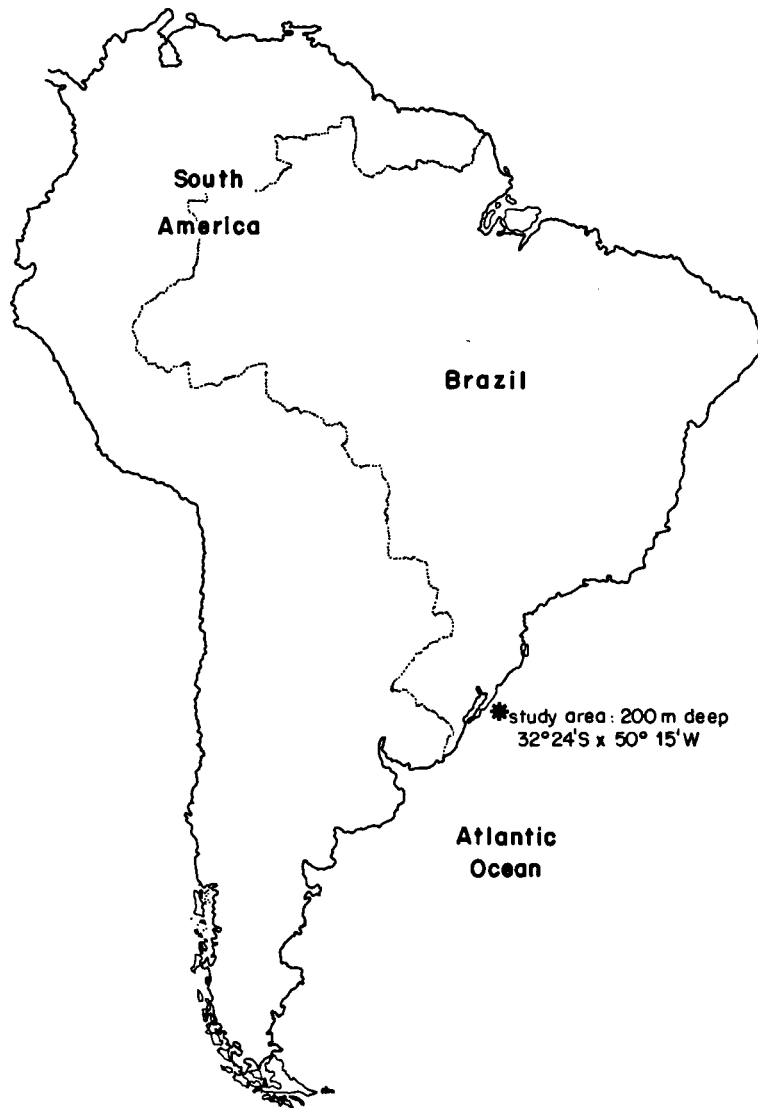 South
America
Brazil
study area: 200 m deep
32°24'S x 50° 15'W
Atlantic
Ocean